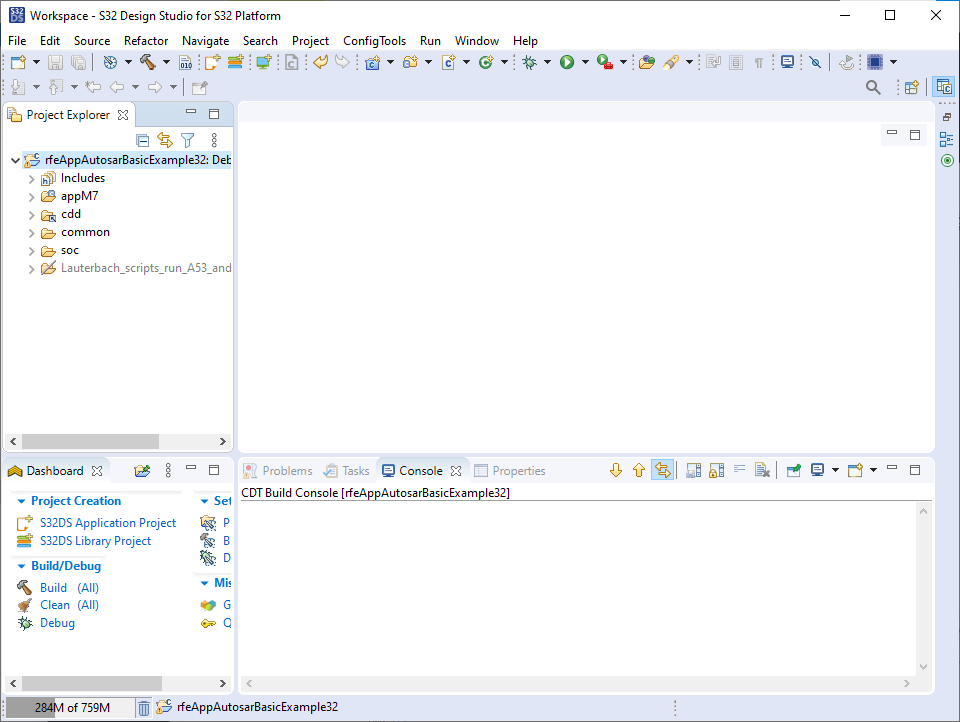 Workspace - S32 Design Studio for S32 Platform
File Edit Source Refactor Navigate Search Project ConfigTools Run Window Help
Project Explorer
rfeAppAutosarBasicExample32: Deb
Includes
appM7
cdd
common
soc
Lauterbach_scripts_run_A53_and
Dashboard
Project Creation
S32DS Application Project
S32DS Library Project
Build/Debug
Build (All)
Clean (All)
Debug
Set
P
B
D
Mis
G
Q
Problems Tasks Console Properties
CDT Build Console [rfeAppAutosarBasicExample32]
284M of 759M
rfeAppAutosarBasicExample32